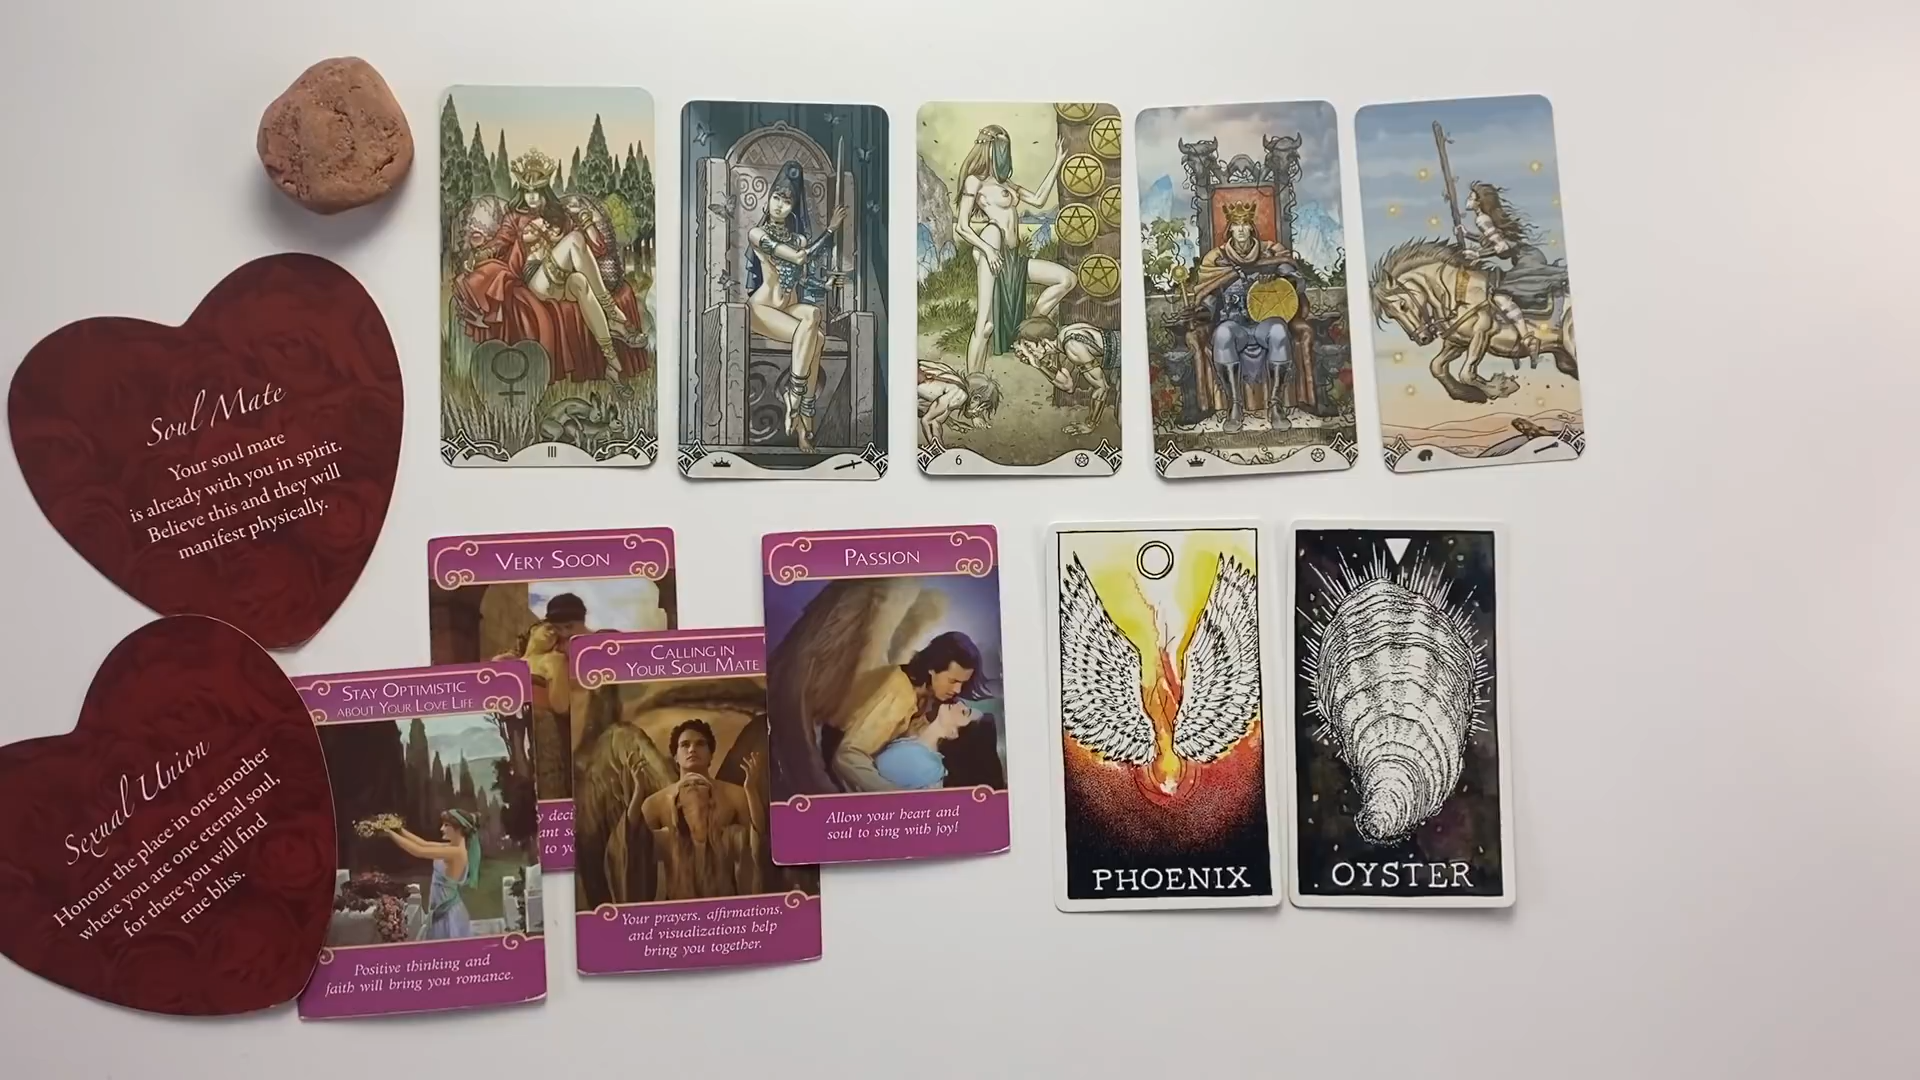 III
6
Soul Mate
Your soul mate
is already with you in spirit.
Believe this and they will
manifest physically.
Sexual Union
Honour the place in one another
where you are one eternal soul,
for there you will find
true bliss.
VERY SOON
STAY OPTIMISTIC
ABOUT YOUR LOVE LIFE
Positive thinking and
faith will bring you romance.
CALLING IN
YOUR SOUL MATE
Your prayers, affirmations,
and visualizations help
bring you together.
PASSION
Allow your heart and
soul to sing with joy!
PHOENIX
OYSTER